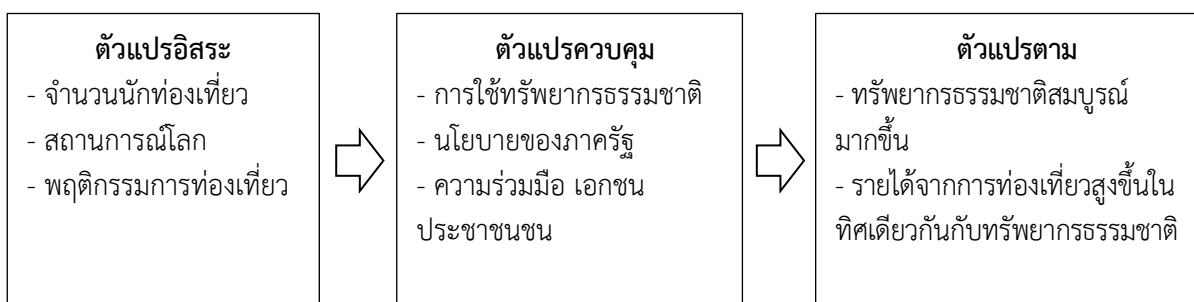 ตัวแปรอิสระ
- จำนวนนักท่องเที่ยว
- สถานการณ์โลก
- พฤติกรรมการท่องเที่ยว
ตัวแปรควบคุม
- การใช้ทรัพยากรธรรมชาติ
- นโยบายของภาครัฐ
- ความร่วมมือ เอกชน
ประชาชนชน
ตัวแปรตาม
- ทรัพยากรธรรมชาติสมบูรณ์
มากขึ้น
- รายได้จากการท่องเที่ยวสูงขึ้นใน
ทิศเดียวกันกับทรัพยากรธรรมชาติ